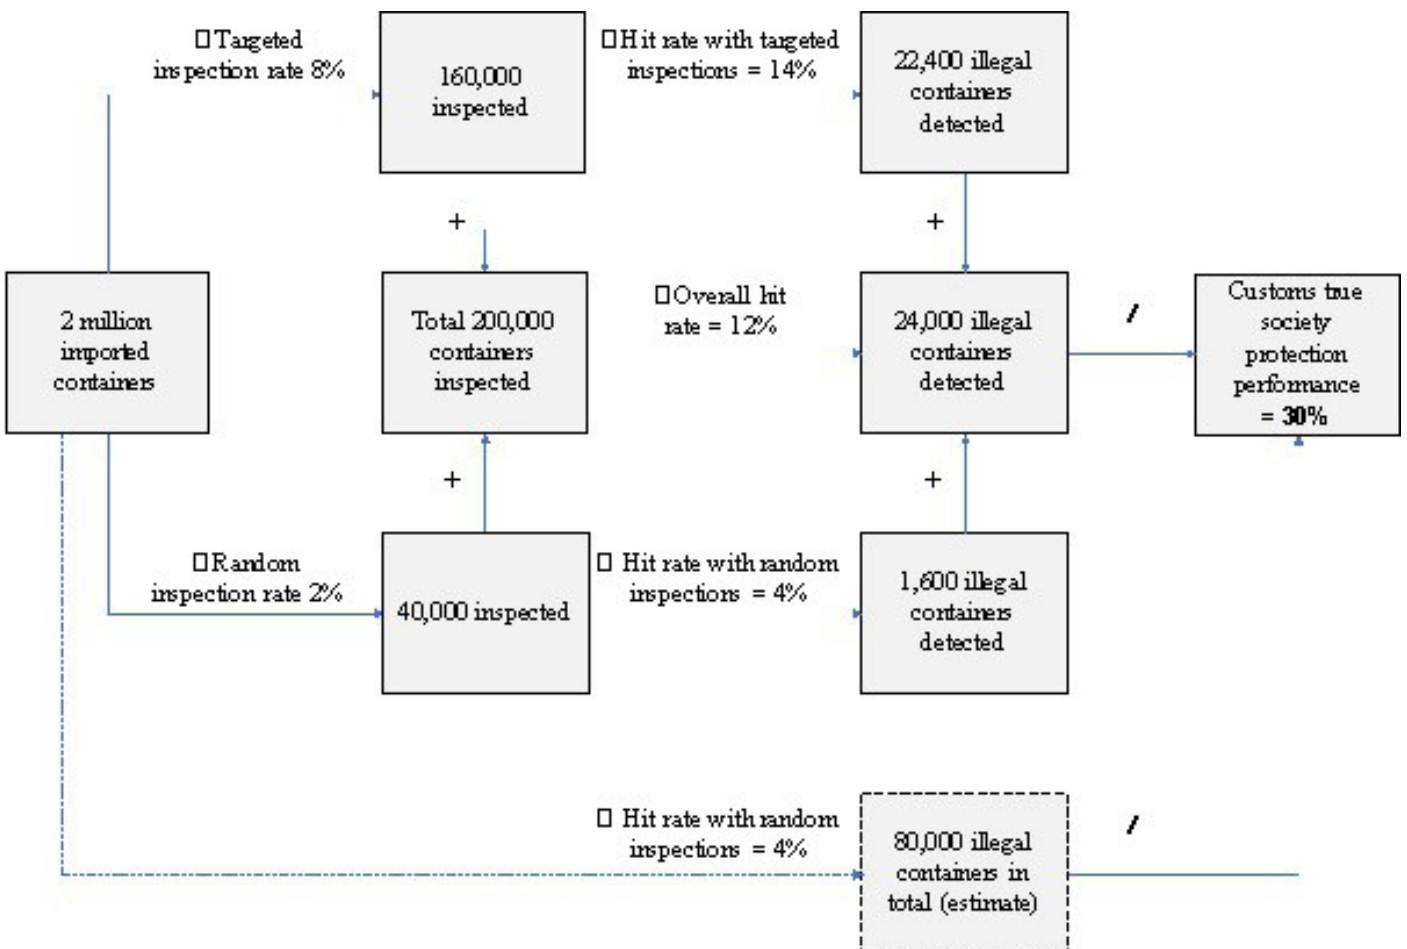 □Targeted
inspection rate 8%
160,000
inspected
□Hit rate with targeted
inspections = 14%
22,400 illegal
containers
detected
+
+
2 million
imported
containers
Total 200,000
containers
inspected
□Overall hit
rate = 12%
24,000 illegal
containers
detected
/
Customs true
society
protection
performance
= 30%
+
+
□Random
inspection rate 2%
40,000 inspected
□ Hit rate with random
inspections = 4%
1,600 illegal
containers
detected
□ Hit rate with random
inspections = 4%
80,000 illegal
containers in
total (estimate)
/